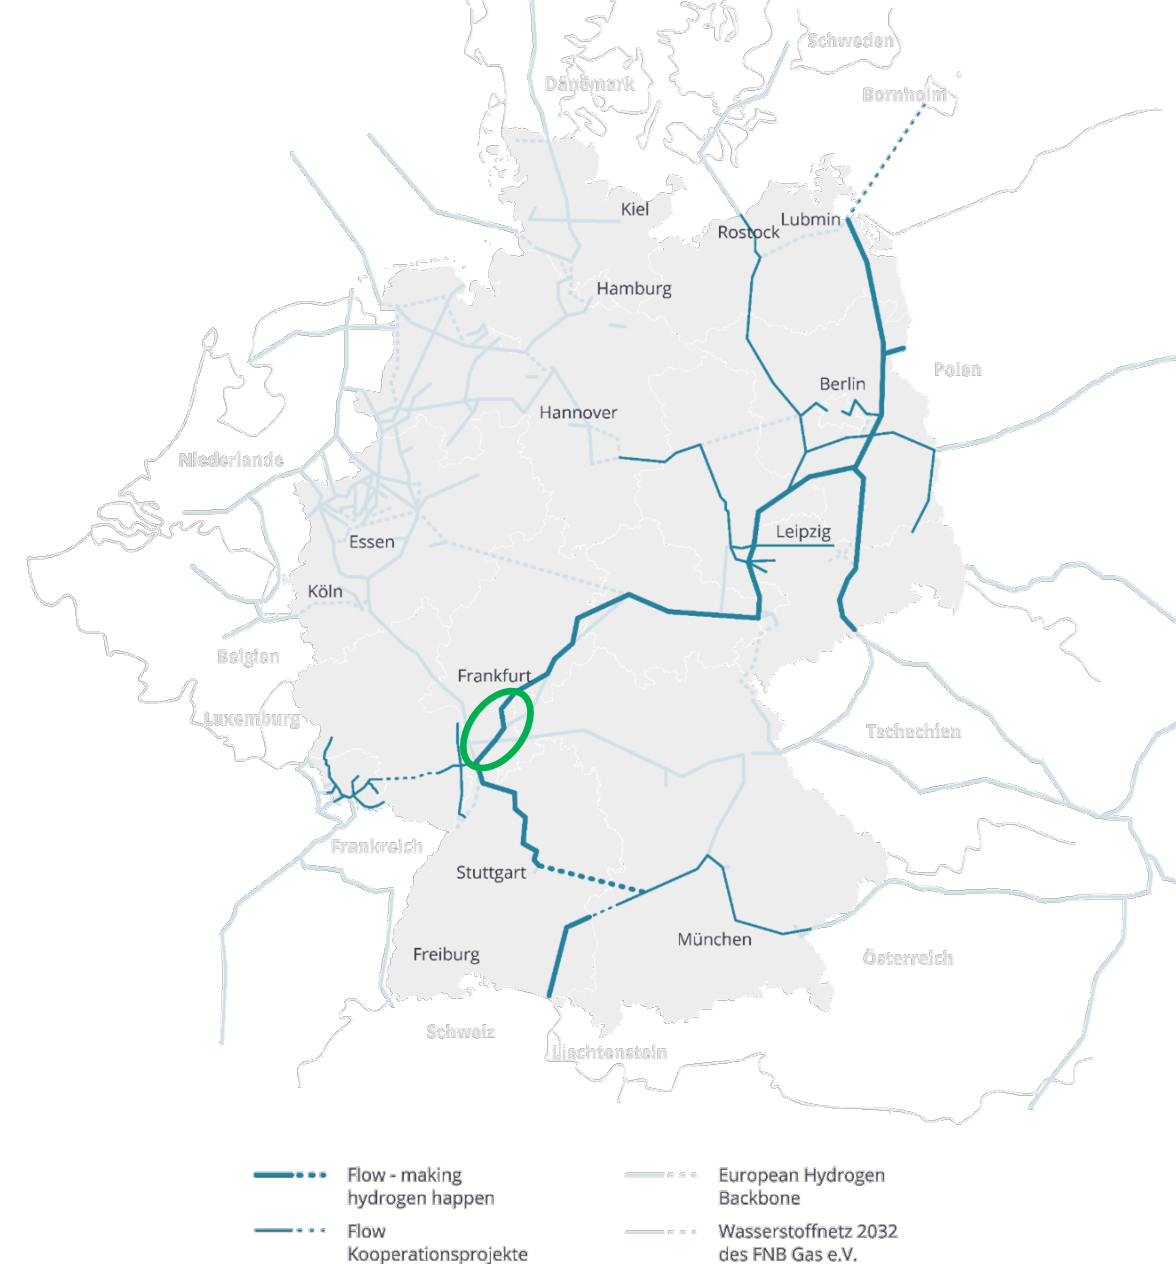 Schweden
Dänemark
Bornholm
Kiel
Lubmin
Rostock
Hamburg
Polen
Berlin
Hannover
Niederlande
Leipzig
Essen
Köln
Belgien
Frankfurt
Luxemburg
Tschechien
Frankreich
Stuttgart
München
Freiburg
Österreich
Schweiz
Liechtenstein
Flow - making
hydrogen happen
European Hydrogen
Backbone
Flow
Kooperationsprojekte
Wasserstoffnetz 2032
des FNB Gas e.V.